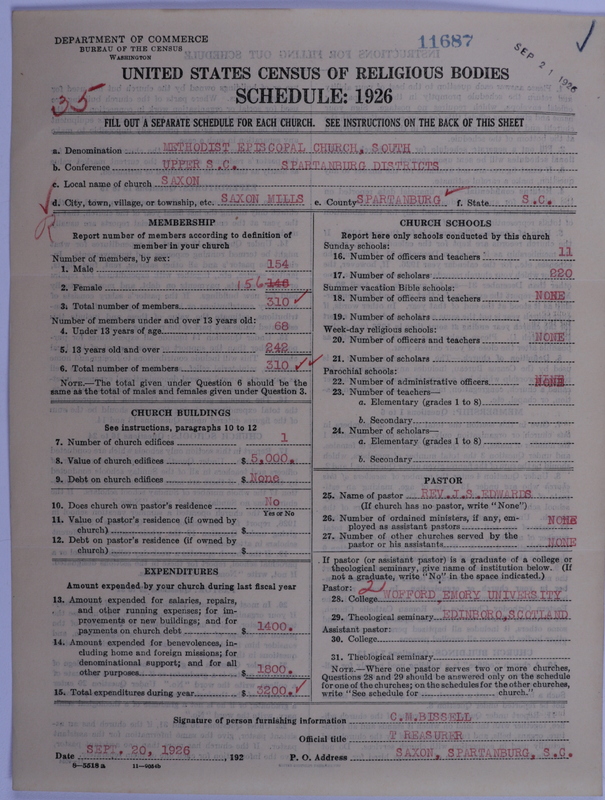 DEPARTMENT OF COMMERCE
BUREAU OF THE CENSUS
WASHINGTON
11687
SEP 21 1926
UNITED STATES CENSUS OF RELIGIOUS BODIES
SCHEDULE: 1926
35
FILL OUT A SEPARATE SCHEDULE FOR EACH CHURCH. SEE INSTRUCTIONS ON THE BACK OF THIS SHEET
a. Denomination METHODIST EPISCOPAL CHURCH, SOUTH
b. Conference UPPER S.C. SPARTANBURG DISTRICTS
c. Local name of church SAXON
d. City, town, village, or township, etc. SAXON MILLS e. County SPARTANBURG f. State S.C.
MEMBERSHIP
Report number of members according to definition of
member in your church
Number of members, by sex:
1. Male 154
2. Female 156 146
3. Total number of members 310
Number of members under and over 13 years old:
4. Under 13 years of age 68
5. 13 years old and over 242
6. Total number of members 310
NOTE.—The total given under Question 6 should be the
same as the total of males and females given under Question 3.
CHURCH BUILDINGS
See instructions, paragraphs 10 to 12
7. Number of church edifices 1
8. Value of church edifices $ 5,000.
9. Debt on church edifices $ None
10. Does church own pastor's residence No
Yes or No
11. Value of pastor's residence (if owned by
church) $
12. Debt on pastor's residence (if owned by
church) $
EXPENDITURES
Amount expended by your church during last fiscal year
13. Amount expended for salaries, repairs,
and other running expenses; for im-
provements or new buildings; and for
payments on church debt $ 1400.
14. Amount expended for benevolences, in-
cluding home and foreign missions; for
denominational support; and for all
other purposes $ 1800.
15. Total expenditures during year $ 3200.
CHURCH SCHOOLS
Report here only schools conducted by this church
Sunday schools:
16. Number of officers and teachers 11
17. Number of scholars 220
Summer vacation Bible schools:
18. Number of officers and teachers NONE
19. Number of scholars
Week-day religious schools:
20. Number of officers and teachers NONE
21. Number of scholars
Parochial schools:
22. Number of administrative officers NONE
23. Number of teachers—
a. Elementary (grades 1 to 8)
b. Secondary
24. Number of scholars—
a. Elementary (grades 1 to 8)
b. Secondary
PASTOR
25. Name of pastor REV. J.S. EDWARDS
(If church has no pastor, write "None")
26. Number of ordained ministers, if any, em-
ployed as assistant pastors NONE
27. Number of other churches served by the
pastor or his assistants NONE
If pastor (or assistant pastor) is a graduate of a college or
theological seminary, give name of institution below. (If
not a graduate, write "No" in the space indicated.)
Pastor: 2
28. College WOFFORD EMORY UNIVERSITY
29. Theological seminary EDINBORO, SCOTLAND
Assistant pastor:
30. College
31. Theological seminary
NOTE.—Where one pastor serves two or more churches,
Questions 28 and 29 should be answered only on the schedule
for one of the churches; on the schedules for the other churches,
write "See schedule for church."
Signature of person furnishing information C.M. BISSELL
Official title T REASURER
Date SEPT. 20, 1926 , 192 P. O. Address SAXON, SPARTANBURG, S.C.
8—5518 a 11—9034b